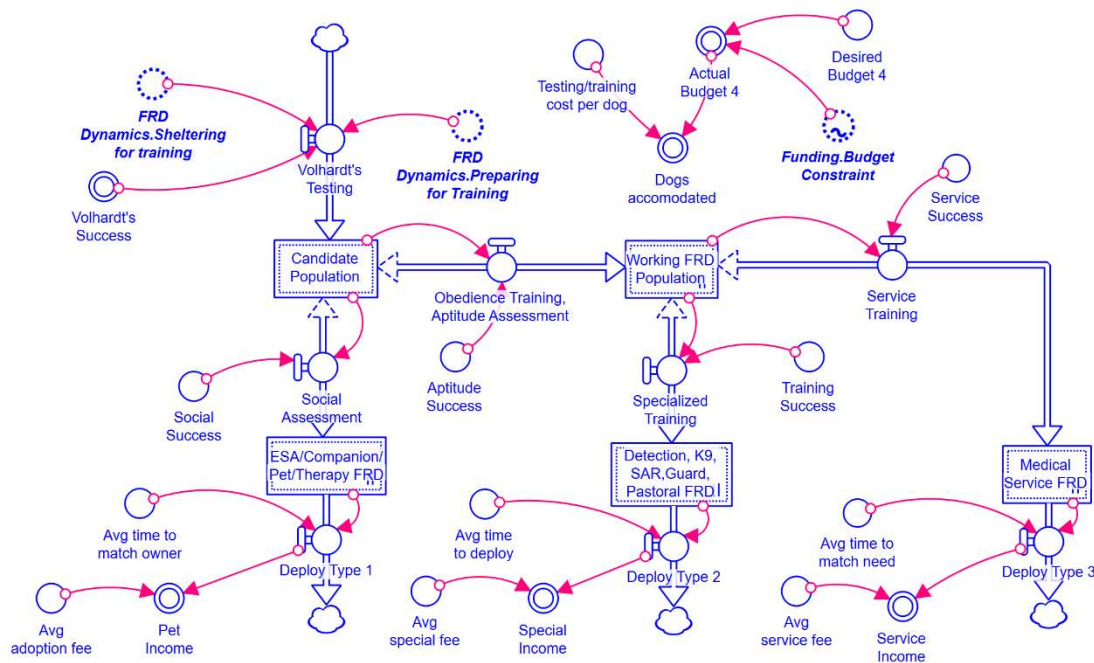 FRD
Dynamics.Sheltering
for training
Volhardt's
Testing
FRD
Dynamics.Preparing
for Training
Volhardt's
Success
Testing/training
cost per dog
Actual
Budget 4
Desired
Budget 4
Dogs
accomodated
Funding.Budget
Constraint
Service
Success
Candidate
Population
Obedience Training,
Aptitude Assessment
Working FRD
Population
Service
Training
Social
Success
Social
Assessment
Aptitude
Success
Specialized
Training
Training
Success
ESA/Companion/
Pet/Therapy FRD
Detection, K9,
SAR,Guard,
Pastoral FRD
Medical
Service FRD
Avg time to
match owner
Deploy Type 1
Avg time
to deploy
Deploy Type 2
Avg time to
match need
Deploy Type 3
Avg
adoption fee
Pet
Income
Avg
special fee
Special
Income
Avg
service fee
Service
Income